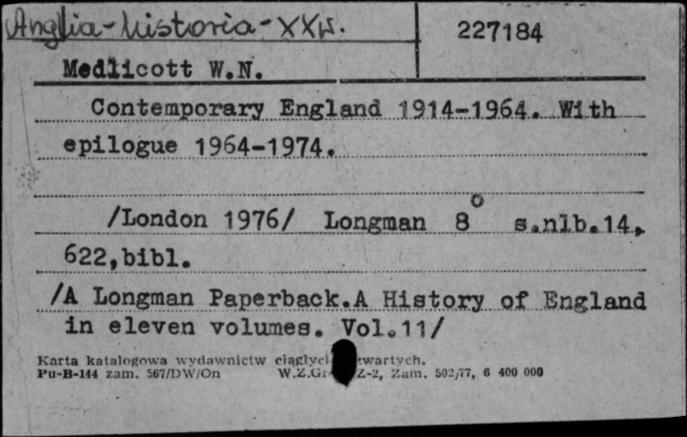 Anglia-historia-XXw.
227184
Medlicott W.N.
Contemporary England 1914-1964. With
epilogue 1964-1974.
/London 1976/ Longman 8° s.nlb.14,
622,bibl.
/A Longman Paperback.A History of England
in eleven volumes. Vol.11/
Karta katalogowa wydawnictw
Pu-B-144 zam. 567/DW/On W.Z.Gr Z-2, Zam. 502/77, 6 400 000